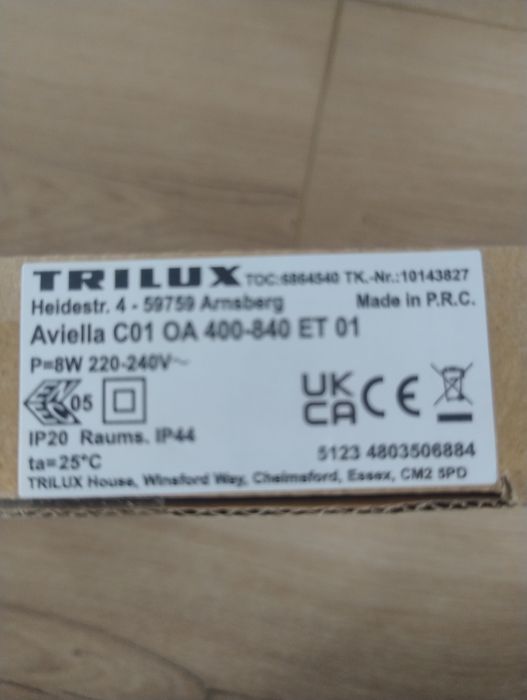 TRILUX TOC:6864540 TK.-Nr.:10143827
Heidestr. 4 - 59759 Arnsberg Made in P.R.C.
Aviella C01 OA 400-840 ET 01
P=8W 220-240V~
05 UK CA CE
IP20 Raums. IP44
5123 4803506884
ta=25°C
TRILUX House, Winsford Way, Chelmsford, Essex, CM2 5PD